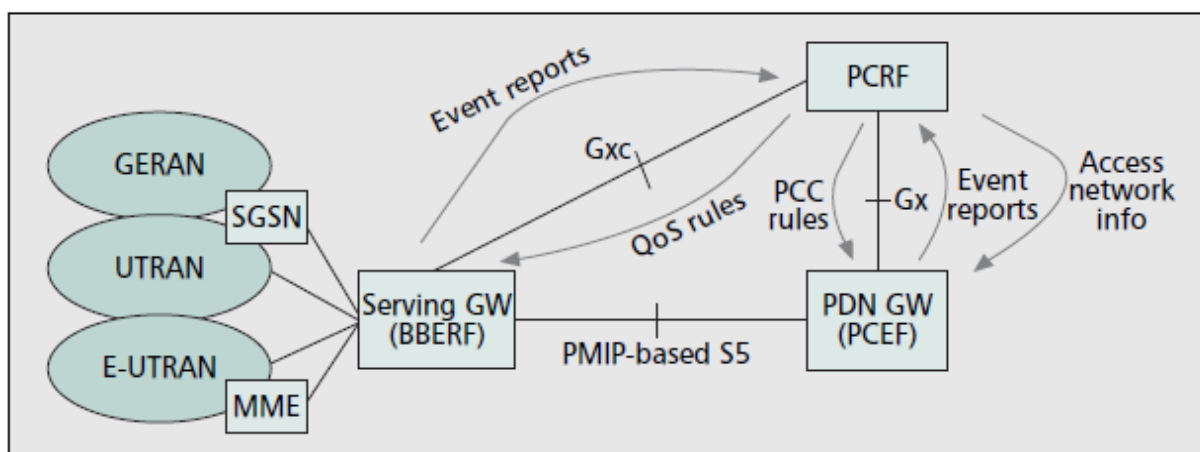 Event reports
PCRF
GERAN
Gxc
SGSN
PCC
rules
Gx
Event
reports
Access
network
info
QoS rules
UTRAN
Serving GW
(BBERF)
PDN GW
(PCEF)
PMIP-based S5
E-UTRAN
MME